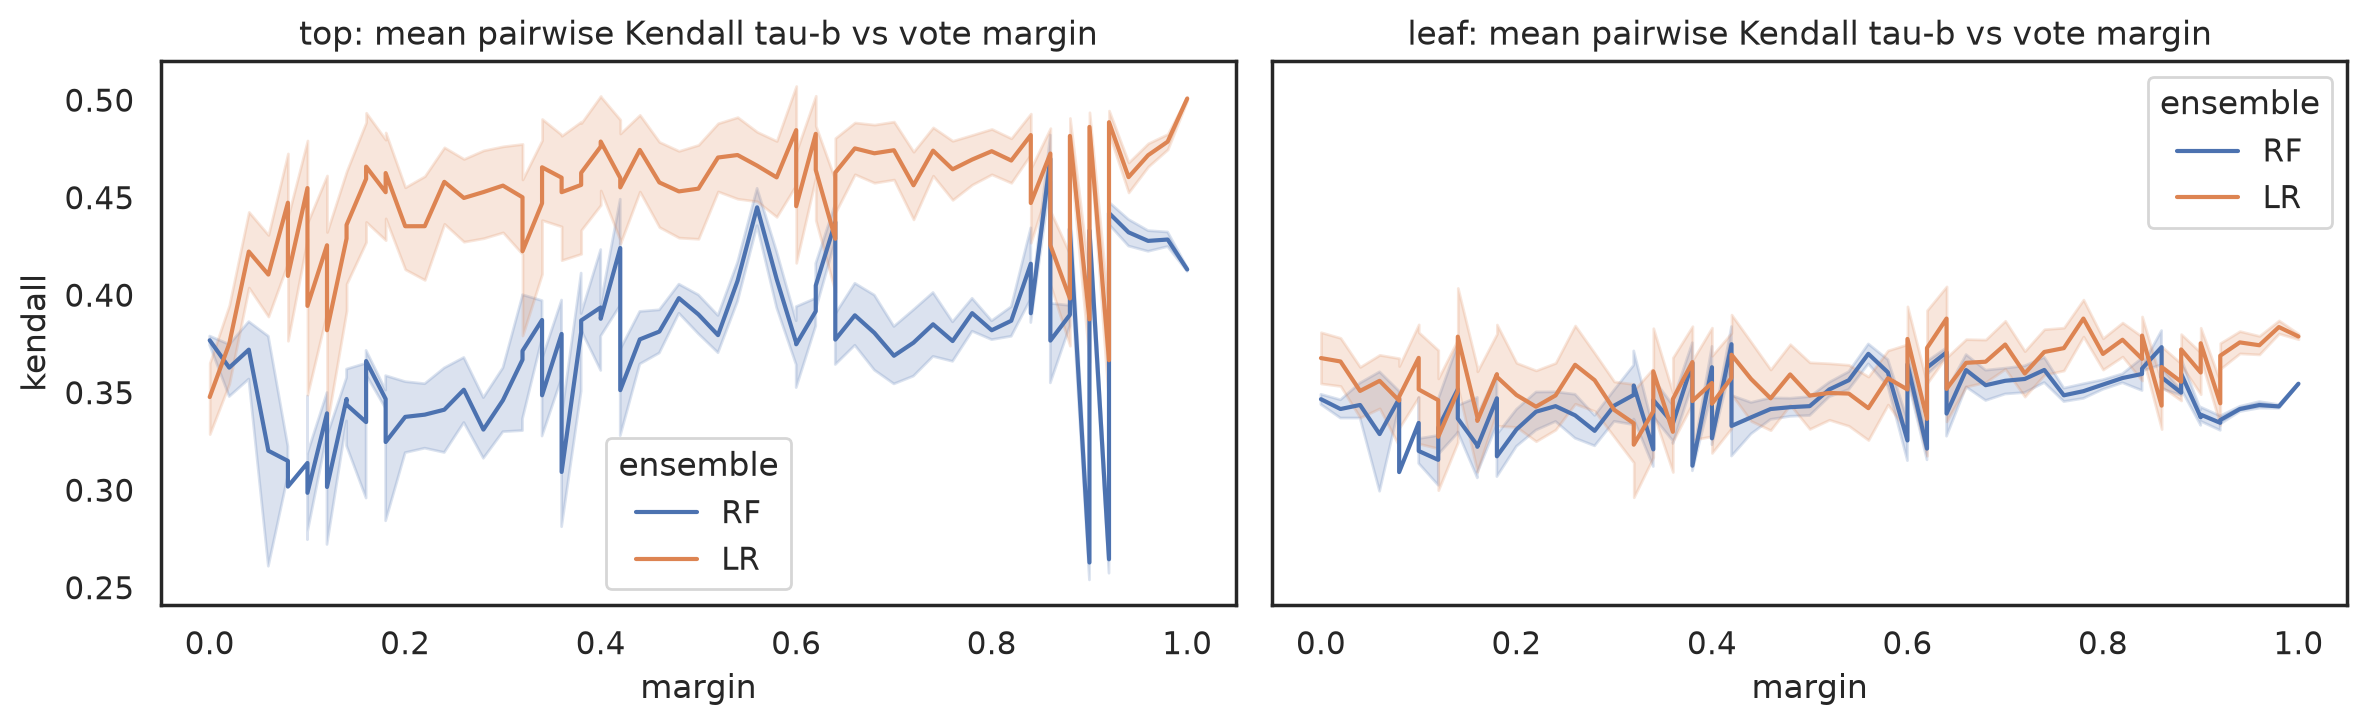 top: mean pairwise Kendall tau-b vs vote margin
kendall
0.50
0.45
0.40
0.35
0.30
0.25
ensemble
RF
LR
0.0 0.2 0.4 0.6 0.8 1.0
margin
leaf: mean pairwise Kendall tau-b vs vote margin
ensemble
RF
LR
0.0 0.2 0.4 0.6 0.8 1.0
margin